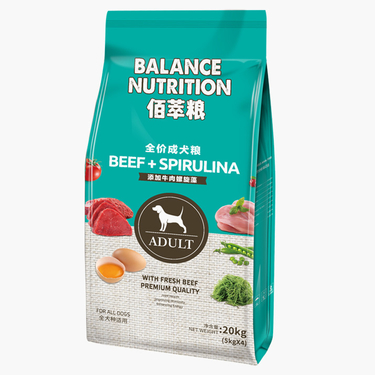 BALANCE
NUTRITION
佰萃粮
全价成犬粮
BEEF + SPIRULINA
添加牛肉螺旋藻
ADULT
WITH FRESH BEEF
PREMIUM QUALITY
FOR ALL DOGS
全犬种适用
净含量:
NET WEIGHT: 20kg
(5kgX4)